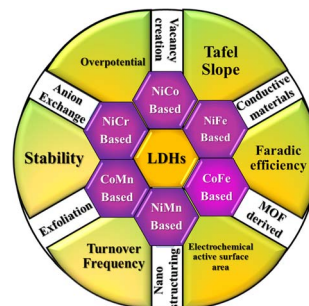 Vacancy
creation
Overpotential
Tafel
Slope
Anion
Exchange
NiCo
Based
Conductive
materials
NiCr
Based
NiFe
Based
Stability
LDHs
Faradic
efficiency
CoMn
Based
CoFe
Based
Exfoliation
NiMn
Based
MOF
derived
Turnover
Frequency
Nano
structuring
Electrochemical
active surface
area